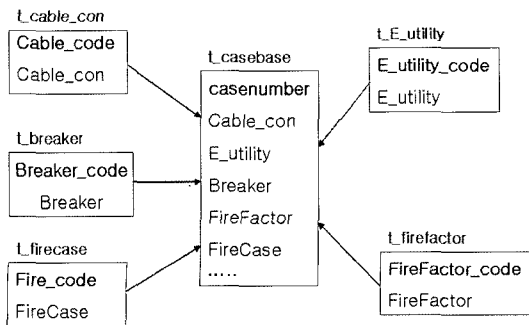 t_cable_con
Cable_code
Cable_con
t_breaker
Breaker_code
Breaker
t_firecase
Fire_code
FireCase
t_casebase
casenumber
Cable_con
E_utility
Breaker
FireFactor
FireCase
.....
t_E_utility
E_utility_code
E_utility
t_firefactor
FireFactor_code
FireFactor